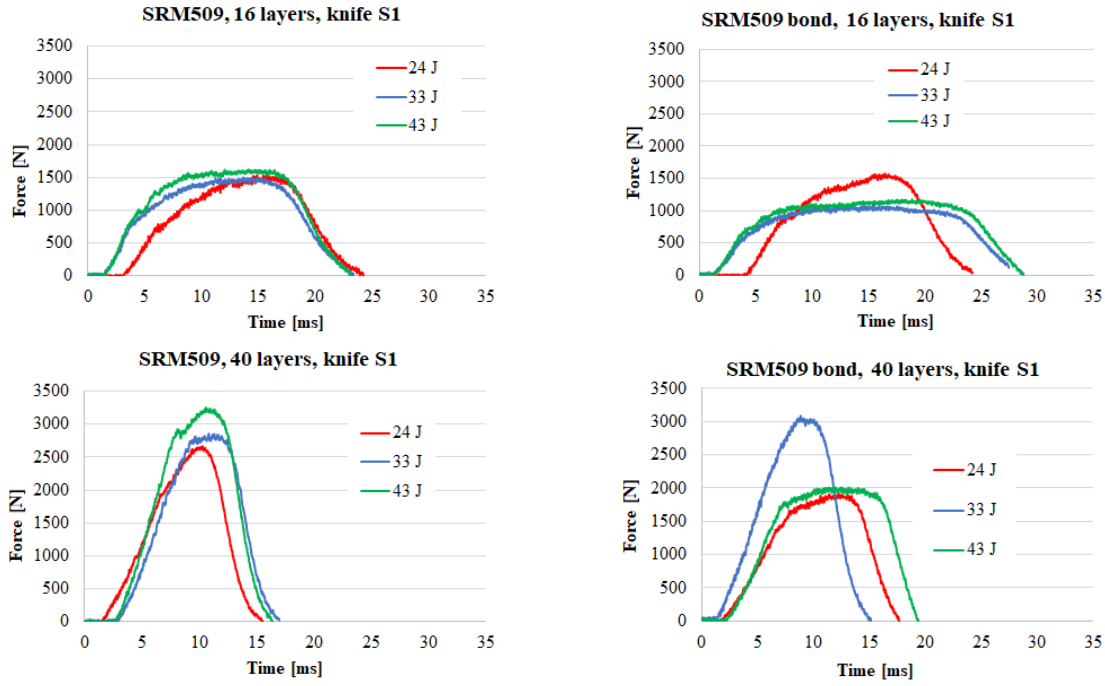 SRM509, 16 layers, knife S1
3500
3000
2500
2000
1500
1000
500
0
Force [N]
24 J
33 J
43 J
0 5 10 15 20 25 30 35
Time [ms]
SRM509 bond, 16 layers, knife S1
3500
3000
2500
2000
1500
1000
500
0
Force [N]
24 J
33 J
43 J
0 5 10 15 20 25 30 35
Time [ms]
SRM509, 40 layers, knife S1
3500
3000
2500
2000
1500
1000
500
0
Force [N]
24 J
33 J
43 J
0 5 10 15 20 25 30 35
Time [ms]
SRM509 bond, 40 layers, knife S1
3500
3000
2500
2000
1500
1000
500
0
Force [N]
24 J
33 J
43 J
0 5 10 15 20 25 30 35
Time [ms]